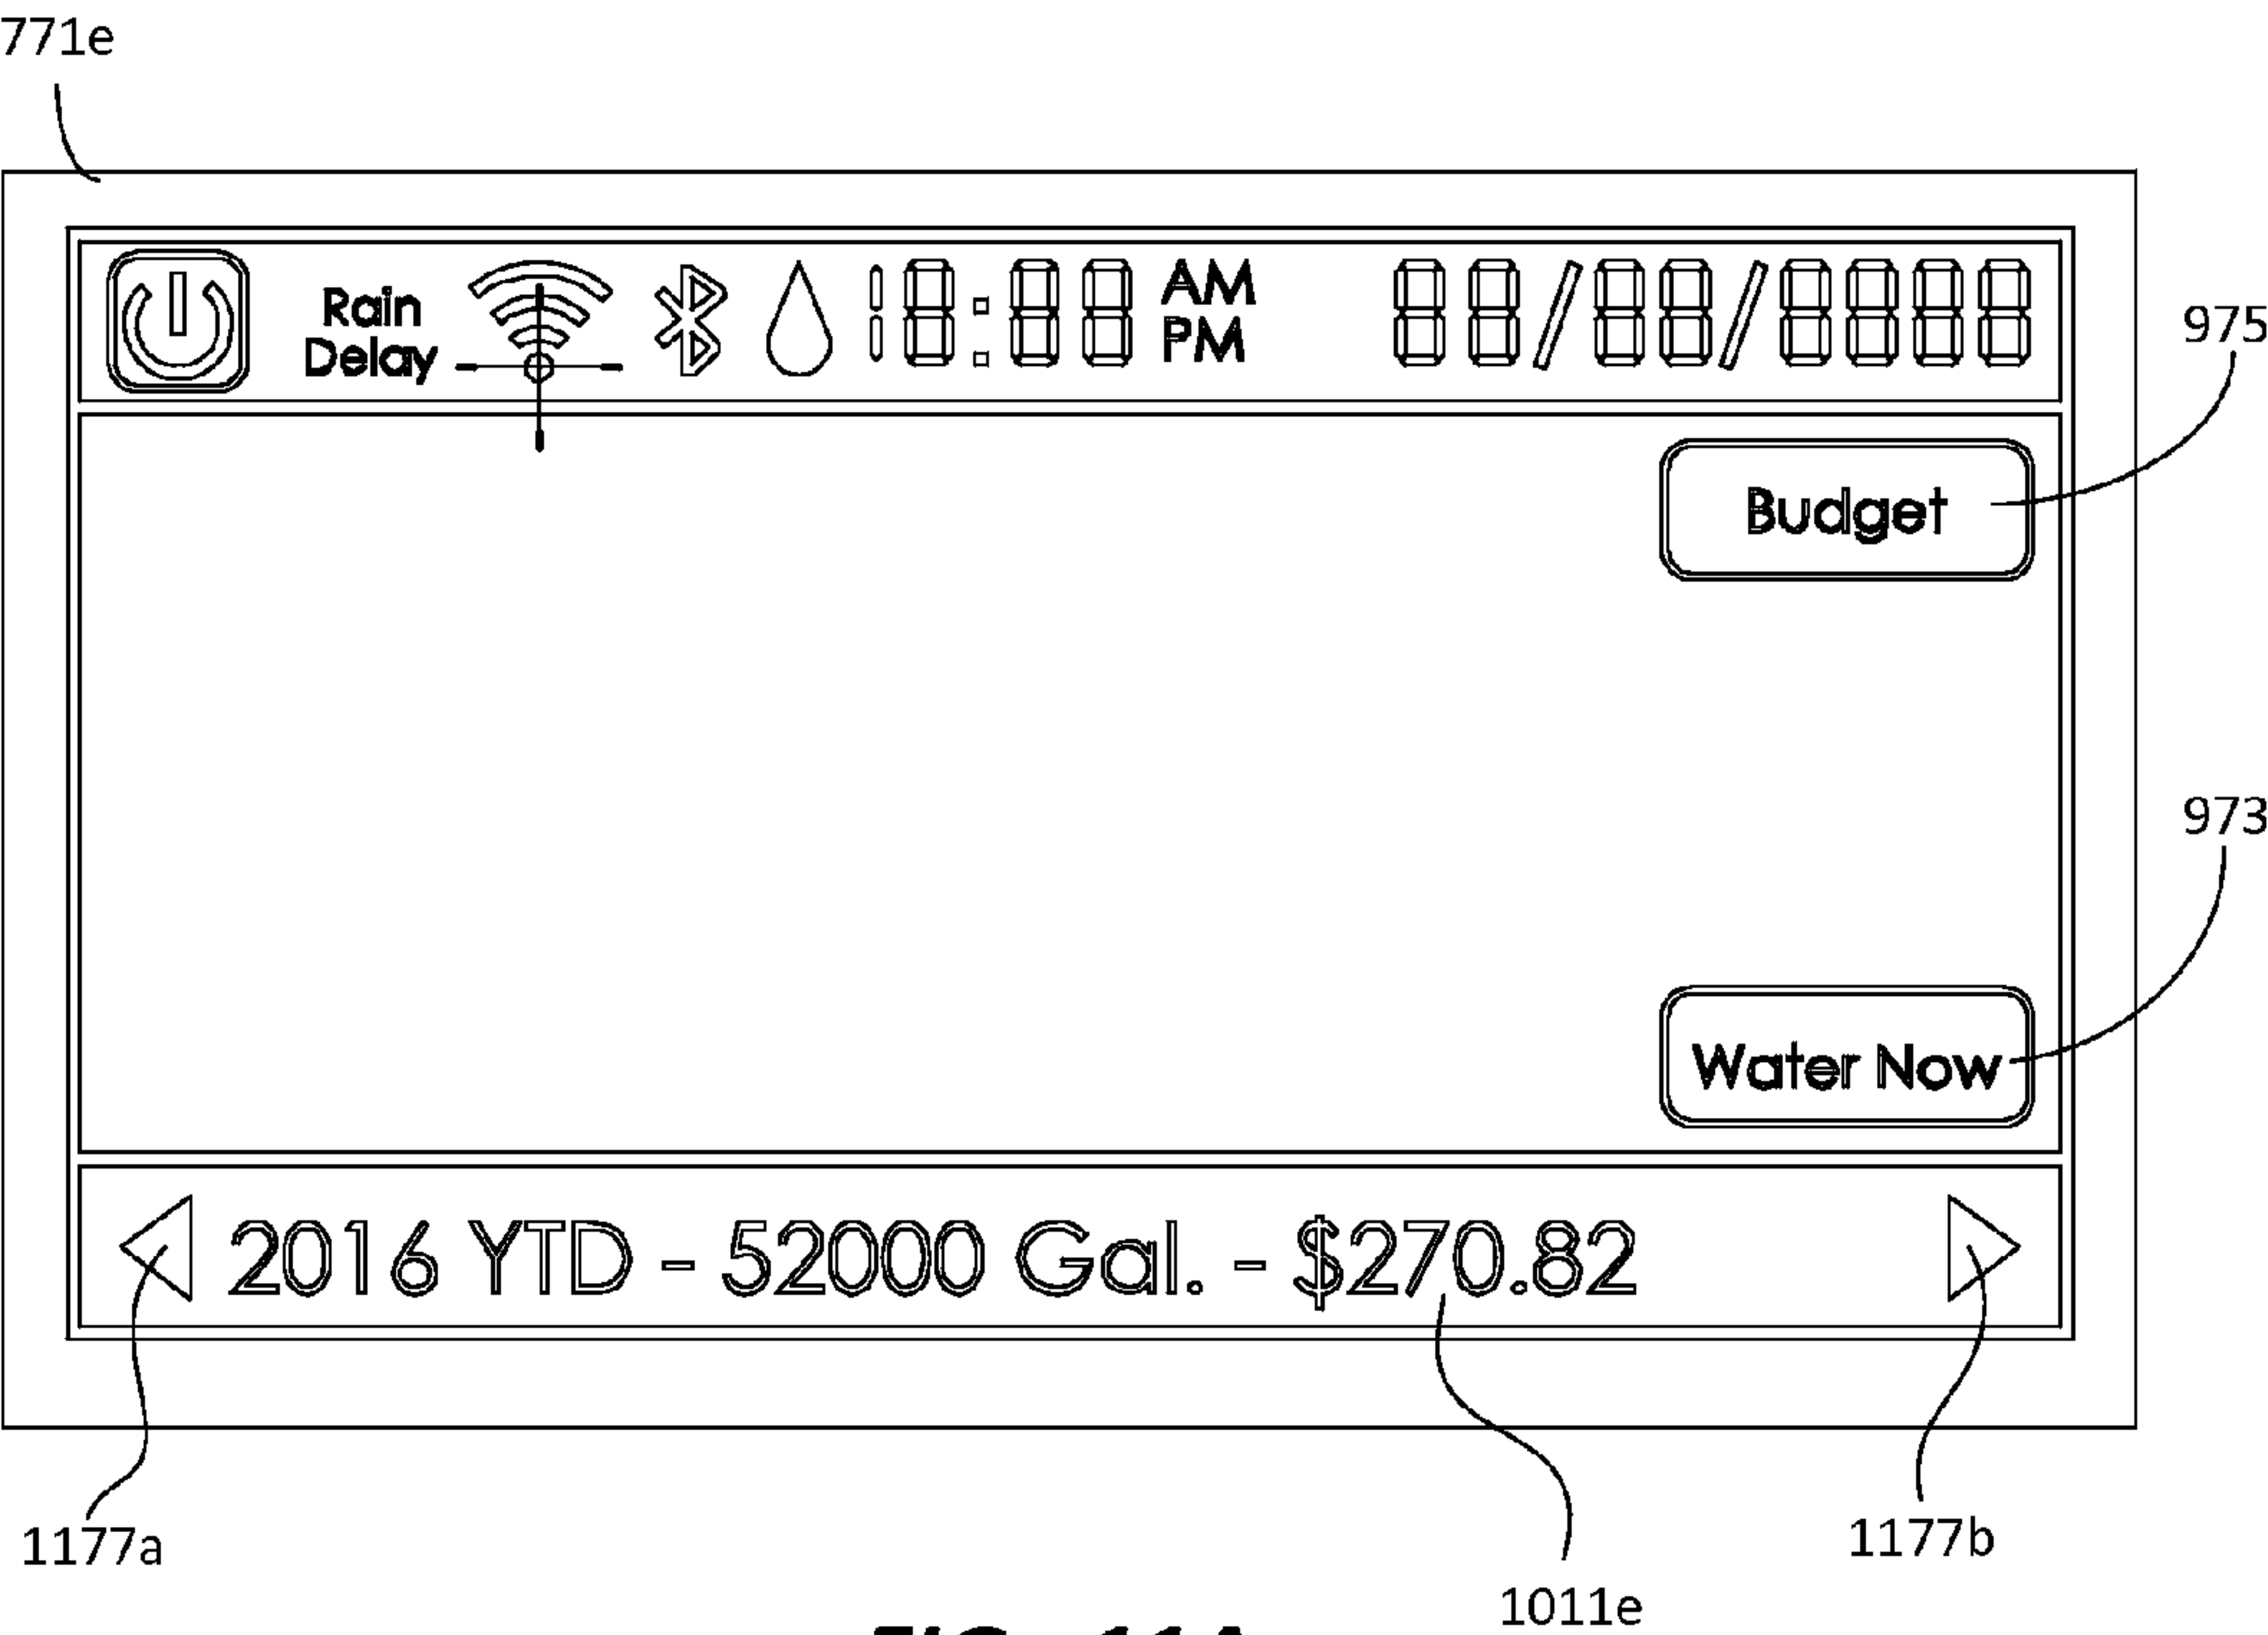 771e
Rain
Delay
18:88
AM
PM
88/88/8888
975
Budget
973
Water Now
2016 YTD - 52000 Gal. - $270.82
1177a
1177b
1011e